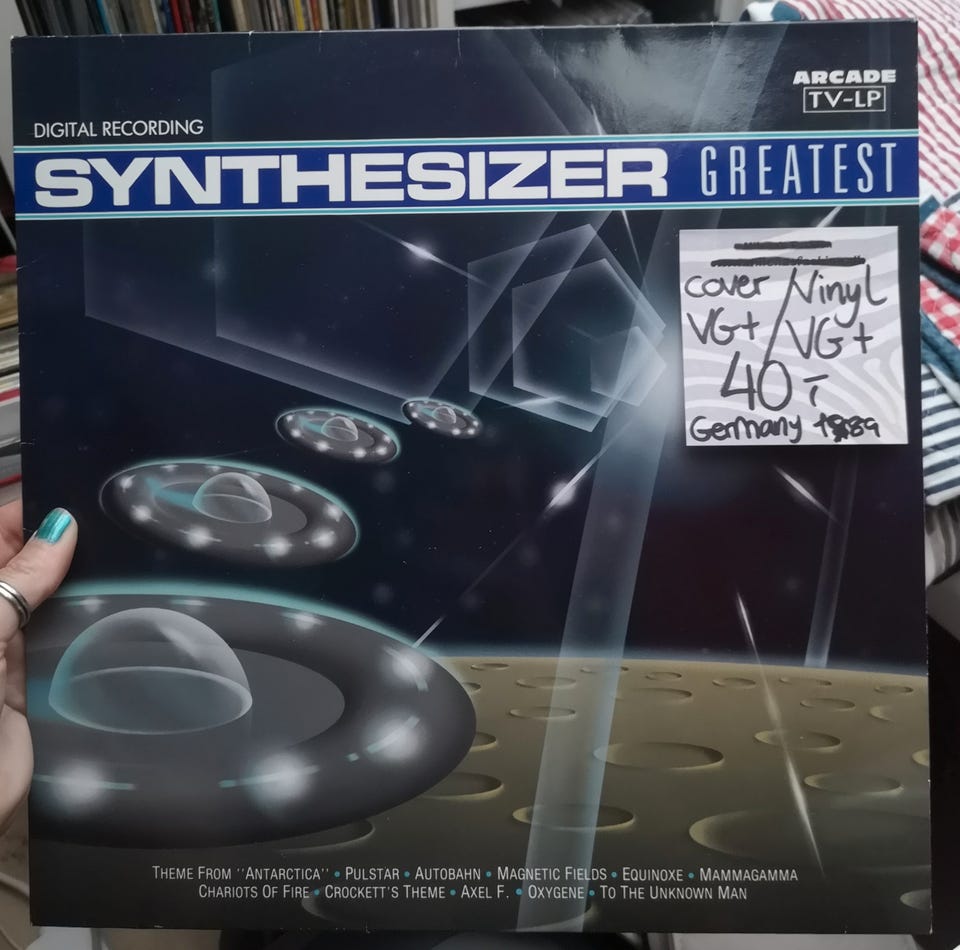 ARCADE
TV-LP
DIGITAL RECORDING
SYNTHESIZER GREATEST
cover / Vinyl
VG+ / VG+
40,-
Germany 1989
THEME FROM "ANTARCTICA" • PULSTAR • AUTOBAHN • MAGNETIC FIELDS • EQUINOXE • MAMMAGAMMA
CHARIOTS OF FIRE • CROCKETT'S THEME • AXEL F. • OXYGENE • TO THE UNKNOWN MAN